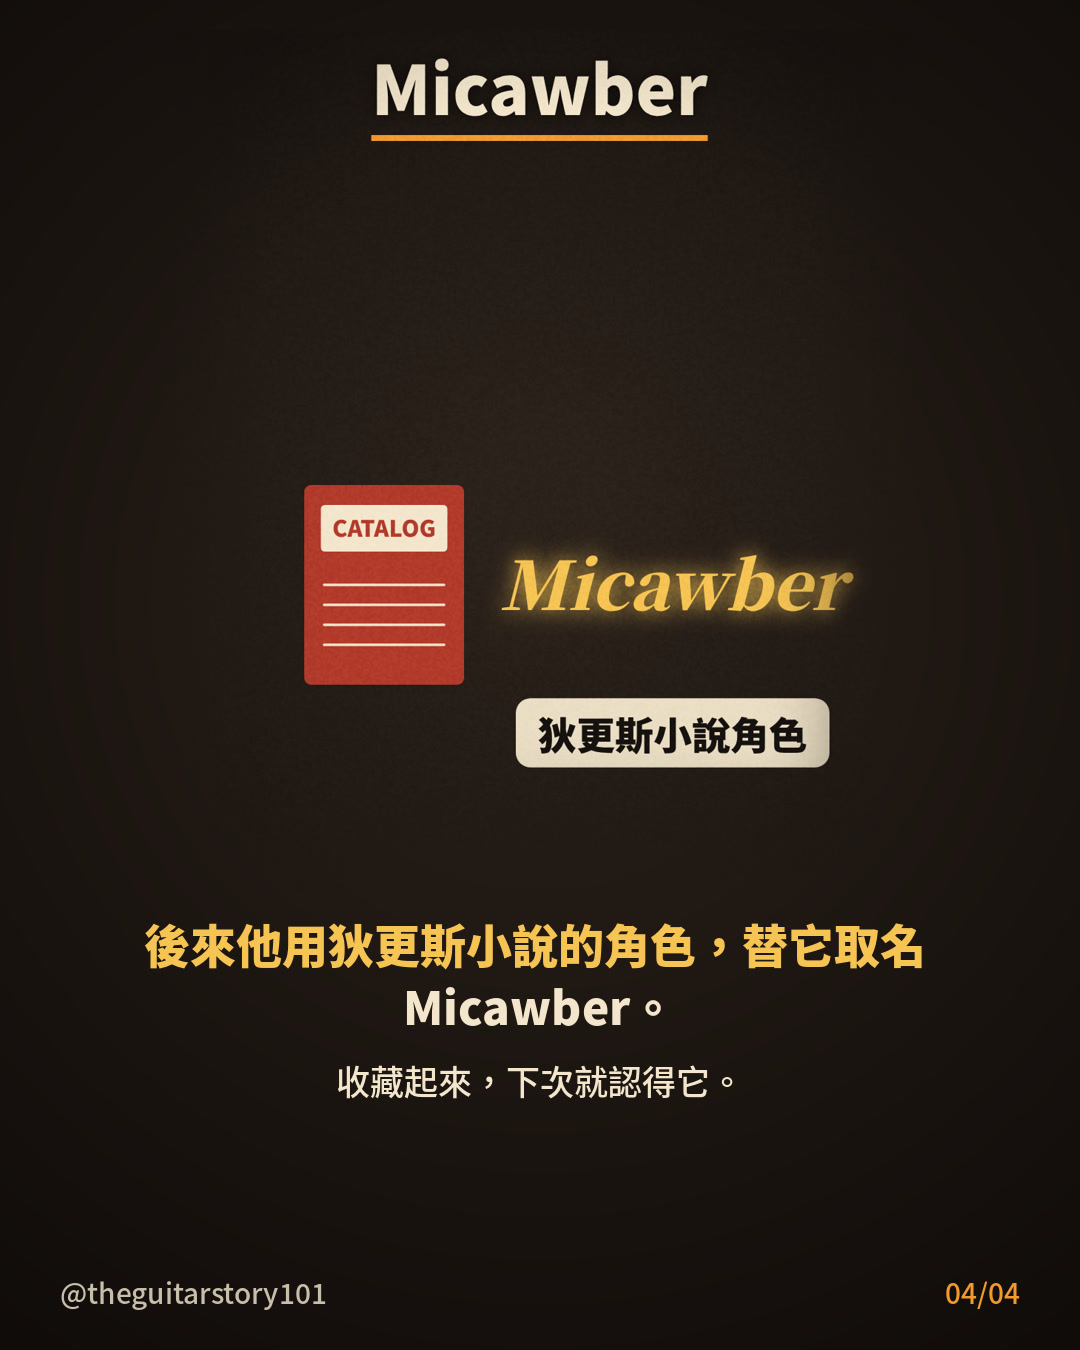 Micawber
CATALOG
Micawber
狄更斯小說角色
後來他用狄更斯小說的角色，替它取名
Micawber。
收藏起來，下次就認得它。
@theguitarstory101
04/04